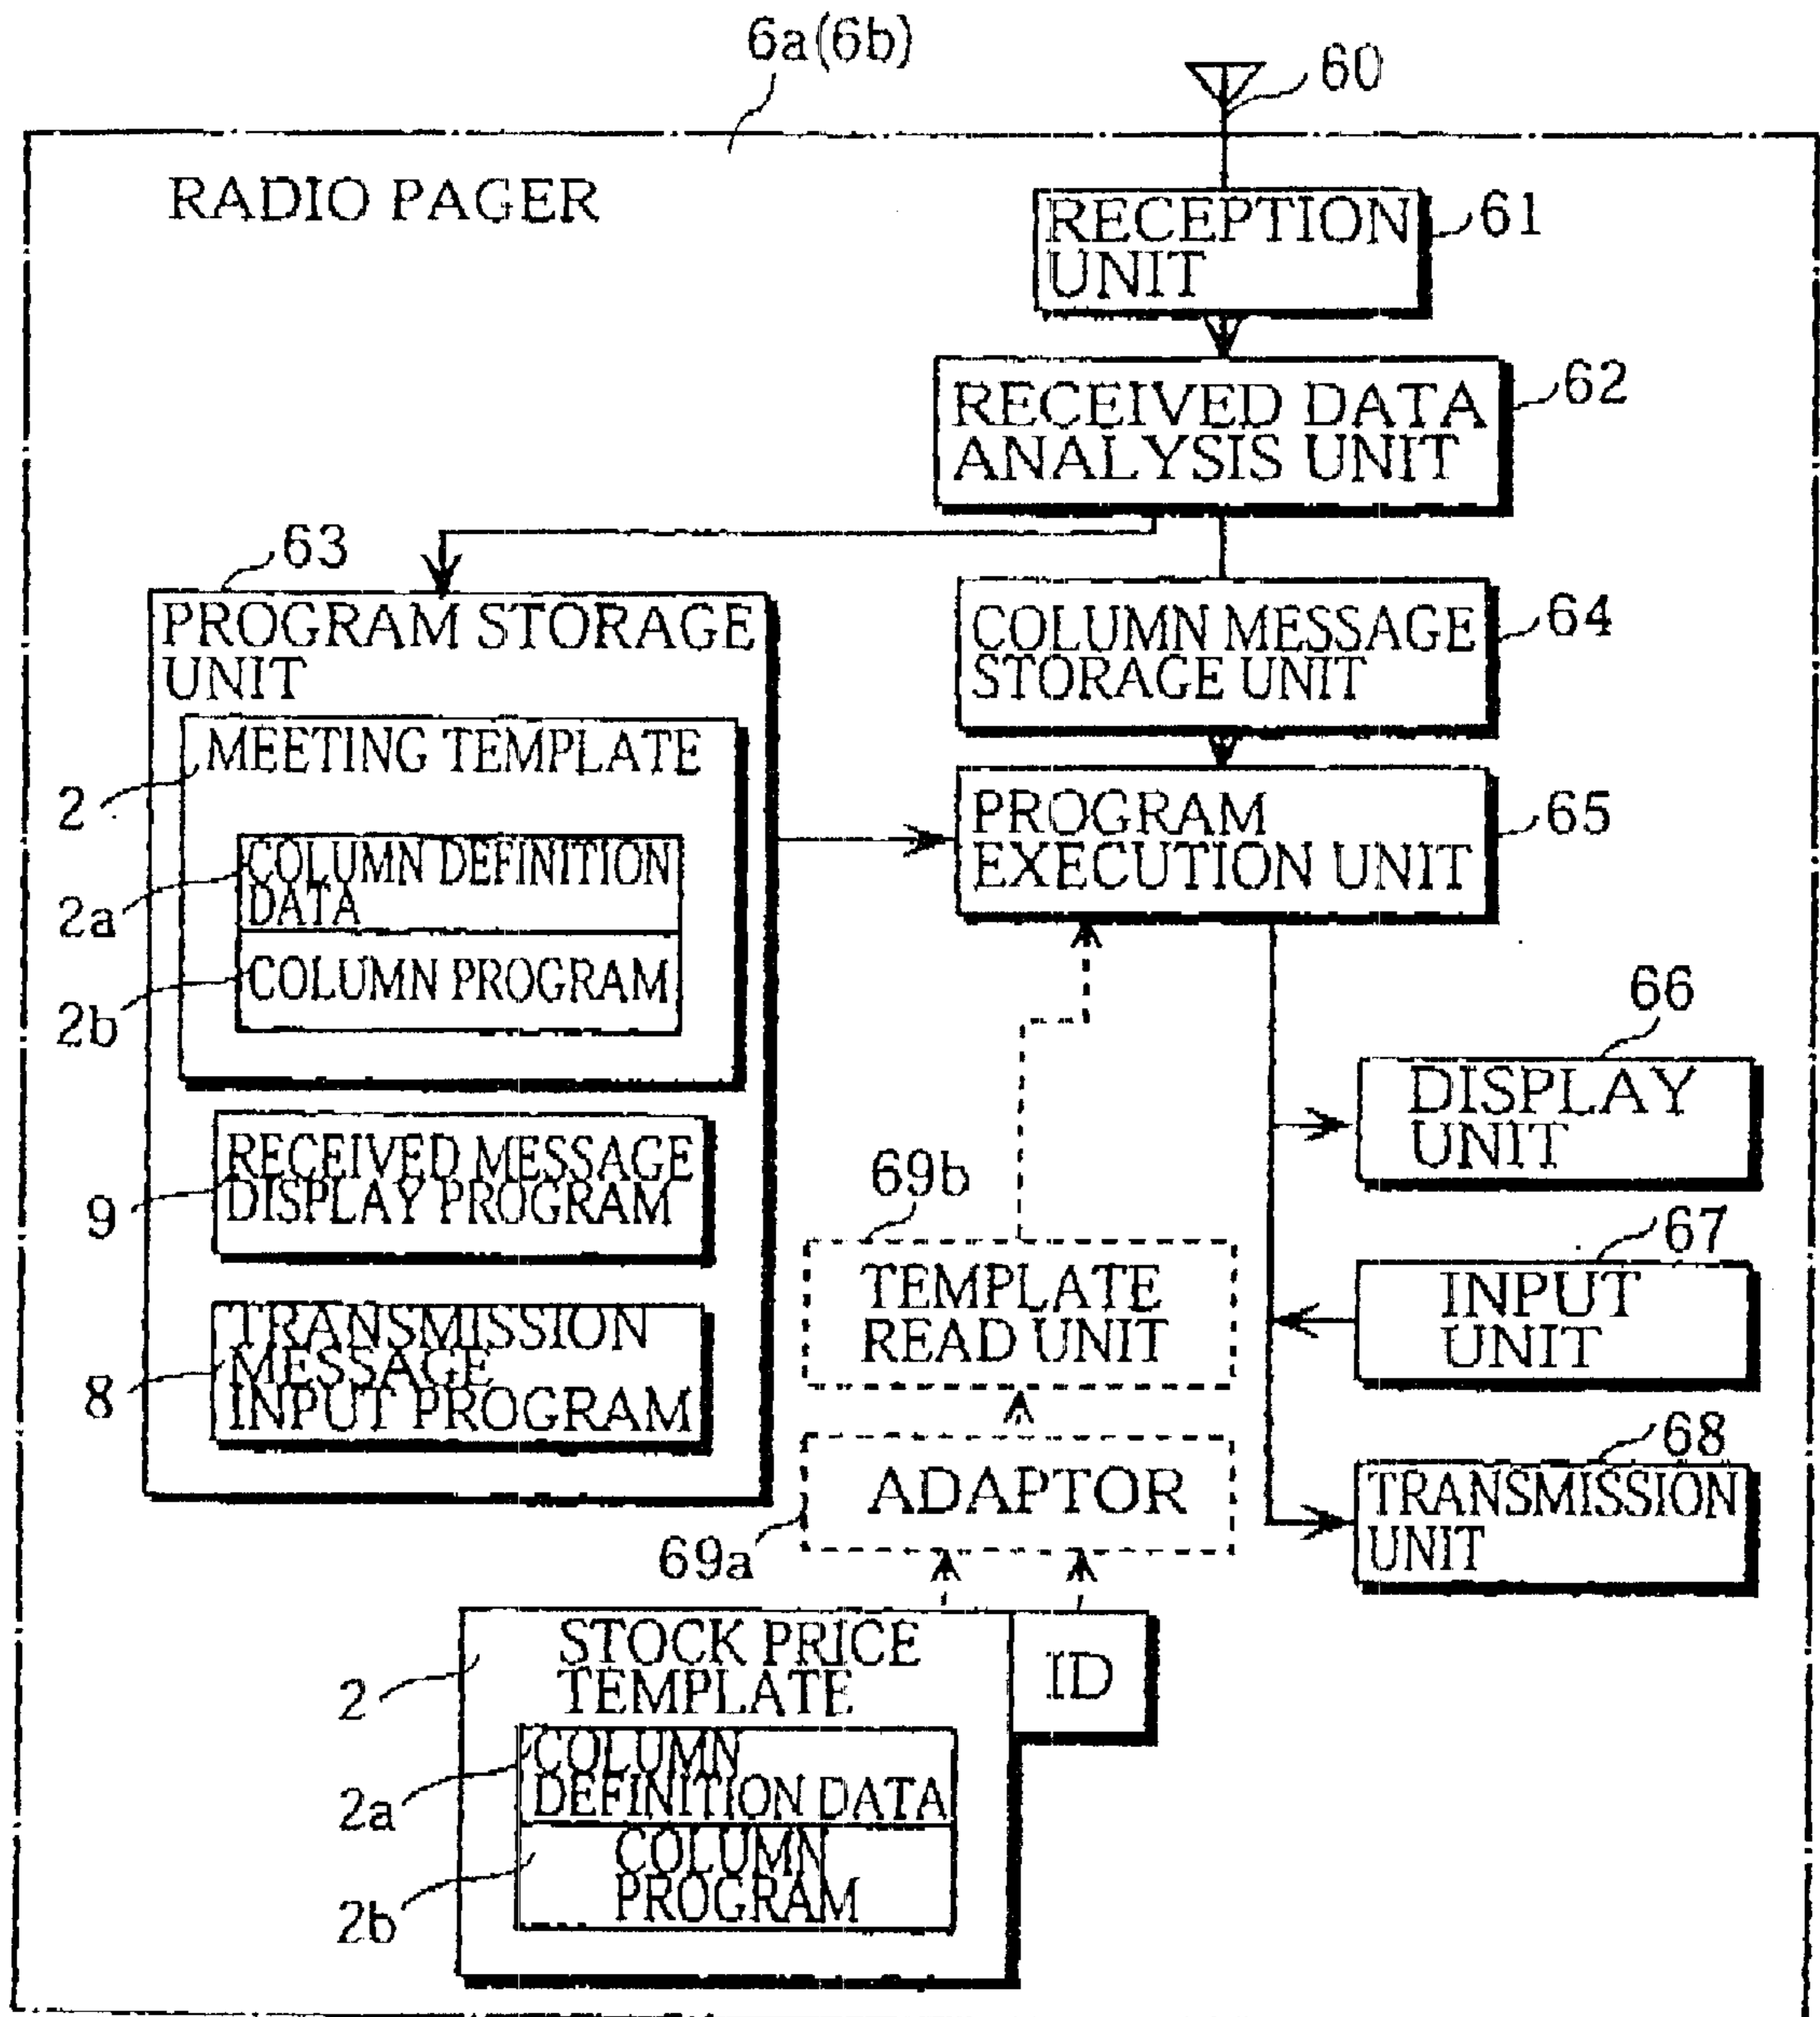 6a(6b)
60
RADIO PAGER
RECEPTION
UNIT
61
RECEIVED DATA
ANALYSIS UNIT
62
63
PROGRAM STORAGE
UNIT
COLUMN MESSAGE
STORAGE UNIT
64
MEETING TEMPLATE
2
COLUMN DEFINITION
DATA
2a
COLUMN PROGRAM
2b
PROGRAM
EXECUTION UNIT
65
66
DISPLAY
UNIT
RECEIVED MESSAGE
DISPLAY PROGRAM
9
69b
TEMPLATE
READ UNIT
67
INPUT
UNIT
TRANSMISSION
MESSAGE
INPUT PROGRAM
8
ADAPTOR
69a
68
TRANSMISSION
UNIT
STOCK PRICE
TEMPLATE
2
ID
COLUMN
DEFINITION DATA
2a
COLUMN
PROGRAM
2b